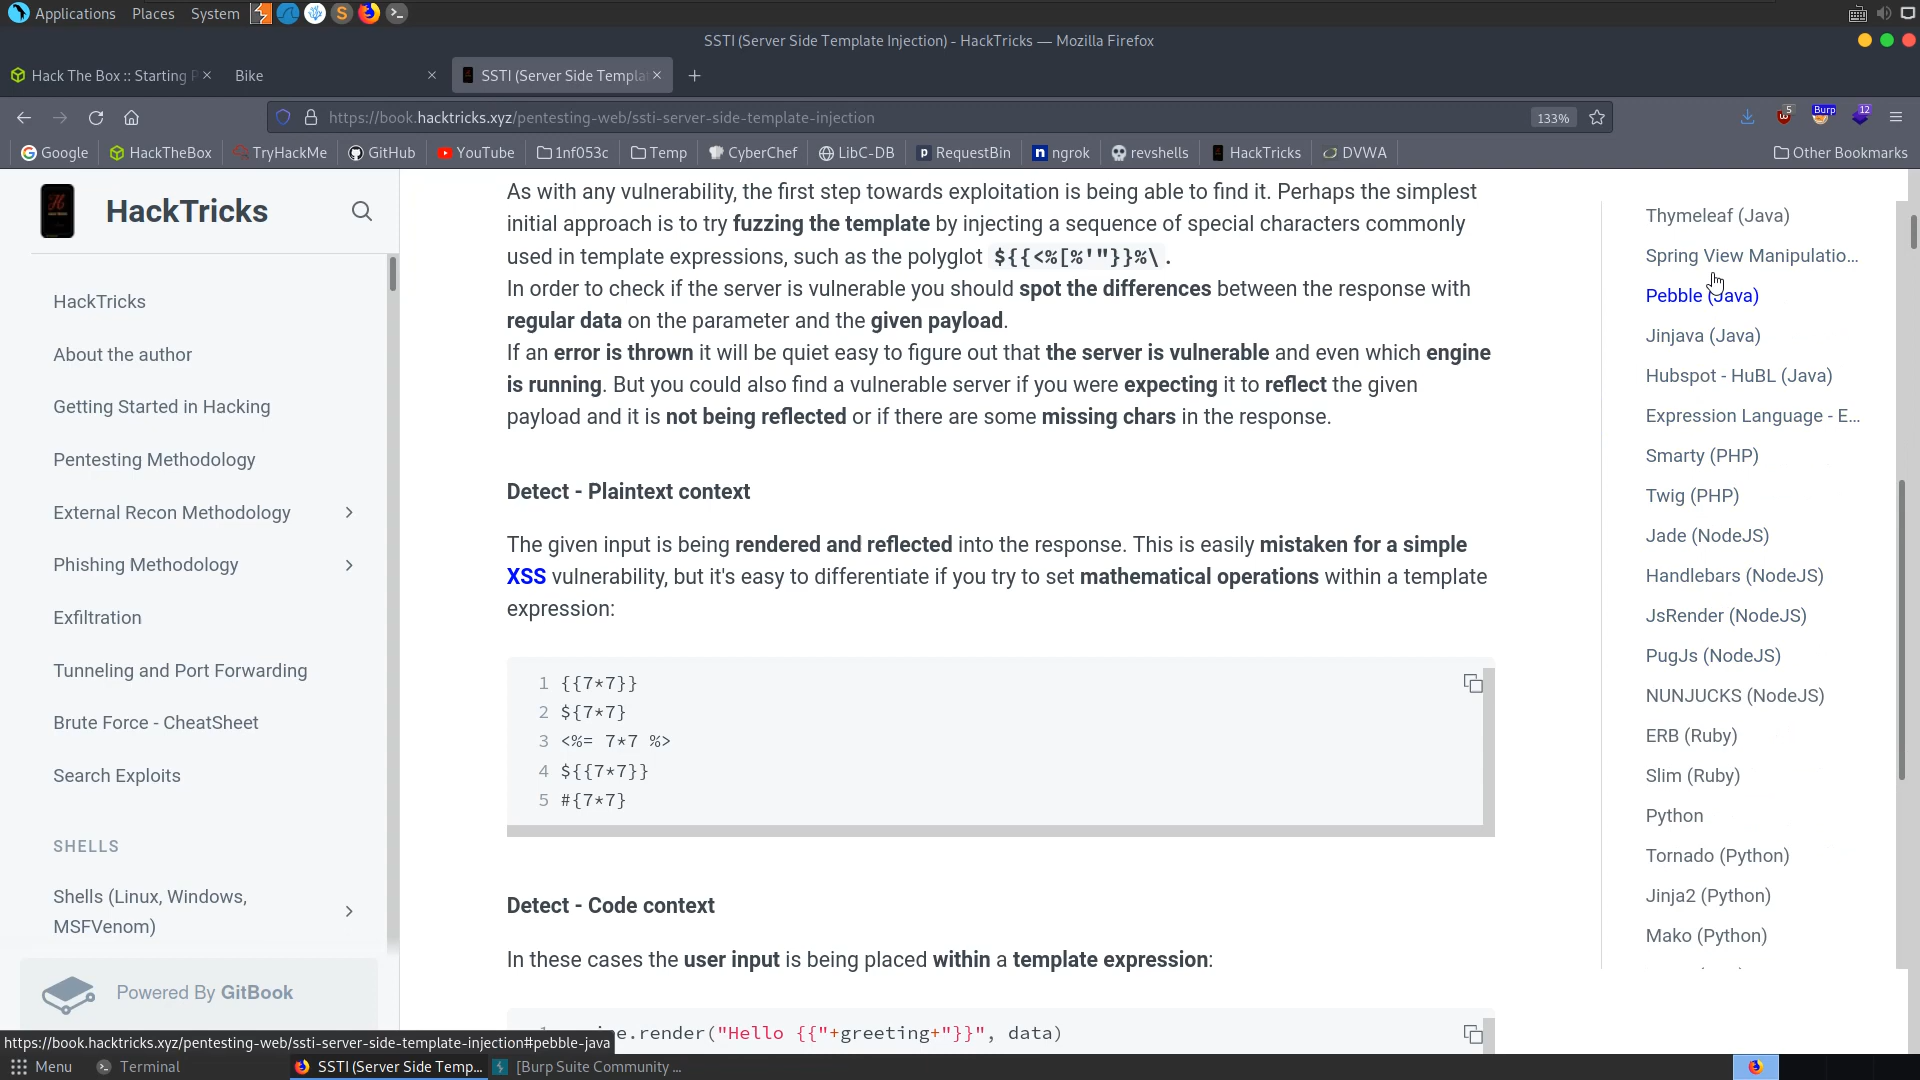 Applications Places System
SSTI (Server Side Template Injection) - HackTricks — Mozilla Firefox
Hack The Box :: Starting P
Bike
SSTI (Server Side Templa
https://book.hacktricks.xyz/pentesting-web/ssti-server-side-template-injection
133%
5
Burp
12
Google HackTheBox TryHackMe GitHub YouTube 1nf053c Temp CyberChef LibC-DB RequestBin ngrok revshells HackTricks DVWA Other Bookmarks
HackTricks
HackTricks
About the author
Getting Started in Hacking
Pentesting Methodology
External Recon Methodology
Phishing Methodology
Exfiltration
Tunneling and Port Forwarding
Brute Force - CheatSheet
Search Exploits
SHELLS
Shells (Linux, Windows,
MSFVenom)
Powered By GitBook
As with any vulnerability, the first step towards exploitation is being able to find it. Perhaps the simplest
initial approach is to try fuzzing the template by injecting a sequence of special characters commonly
used in template expressions, such as the polyglot ${{<%[%'"}}%\ .
In order to check if the server is vulnerable you should spot the differences between the response with
regular data on the parameter and the given payload.
If an error is thrown it will be quiet easy to figure out that the server is vulnerable and even which engine
is running. But you could also find a vulnerable server if you were expecting it to reflect the given
payload and it is not being reflected or if there are some missing chars in the response.
Detect - Plaintext context
The given input is being rendered and reflected into the response. This is easily mistaken for a simple
XSS vulnerability, but it's easy to differentiate if you try to set mathematical operations within a template
expression:
1 {{7*7}}
2 ${7*7}
3 <%= 7*7 %>
4 ${{7*7}}
5 #{7*7}
Detect - Code context
In these cases the user input is being placed within a template expression:
ne.render("Hello {{"+greeting+"}}", data)
Thymeleaf (Java)
Spring View Manipulatio...
Pebble (Java)
Jinjava (Java)
Hubspot - HuBL (Java)
Expression Language - E...
Smarty (PHP)
Twig (PHP)
Jade (NodeJS)
Handlebars (NodeJS)
JsRender (NodeJS)
PugJs (NodeJS)
NUNJUCKS (NodeJS)
ERB (Ruby)
Slim (Ruby)
Python
Tornado (Python)
Jinja2 (Python)
Mako (Python)
https://book.hacktricks.xyz/pentesting-web/ssti-server-side-template-injection#pebble-java
Menu Terminal SSTI (Server Side Temp... [Burp Suite Community ...